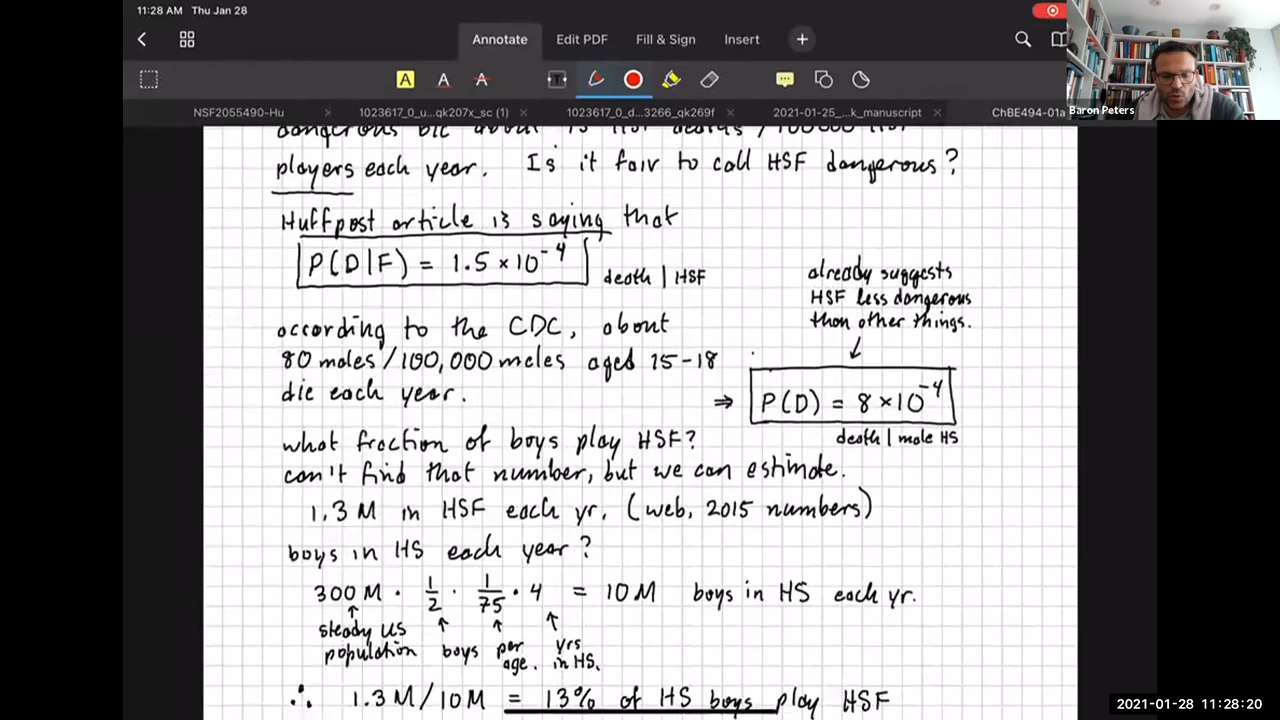 11:28 AM Thu Jan 28
Annotate Edit PDF Fill & Sign Insert
A A A T
NSF2055490-Hu 1023617_0_u...qk207x_sc (1) 1023617_0_d...3266_qk269f 2021-01-25_...k_manuscript ChBE494-01a
Baron Peters
dangerous b/c about 15 HSF deaths / 100000 HSF
players each year. Is it fair to call HSF dangerous?
Huffpost article is saying that
P(D|F) = 1.5 × 10⁻⁴
death | HSF
already suggests
HSF less dangerous
than other things.
according to the CDC, about
80 males/100,000 males aged 15-18
die each year.
⇒ P(D) = 8 × 10⁻⁴
death | male HS
what fraction of boys play HSF?
can't find that number, but we can estimate.
1.3 M in HSF each yr. (web, 2015 numbers)
boys in HS each year?
300 M · 1/2 · 1/75 · 4 = 10 M boys in HS each yr.
steady US population
boys
per age.
yrs in HS.
∴ 1.3 M / 10 M = 13% of HS boys play HSF
2021-01-28 11:28:20